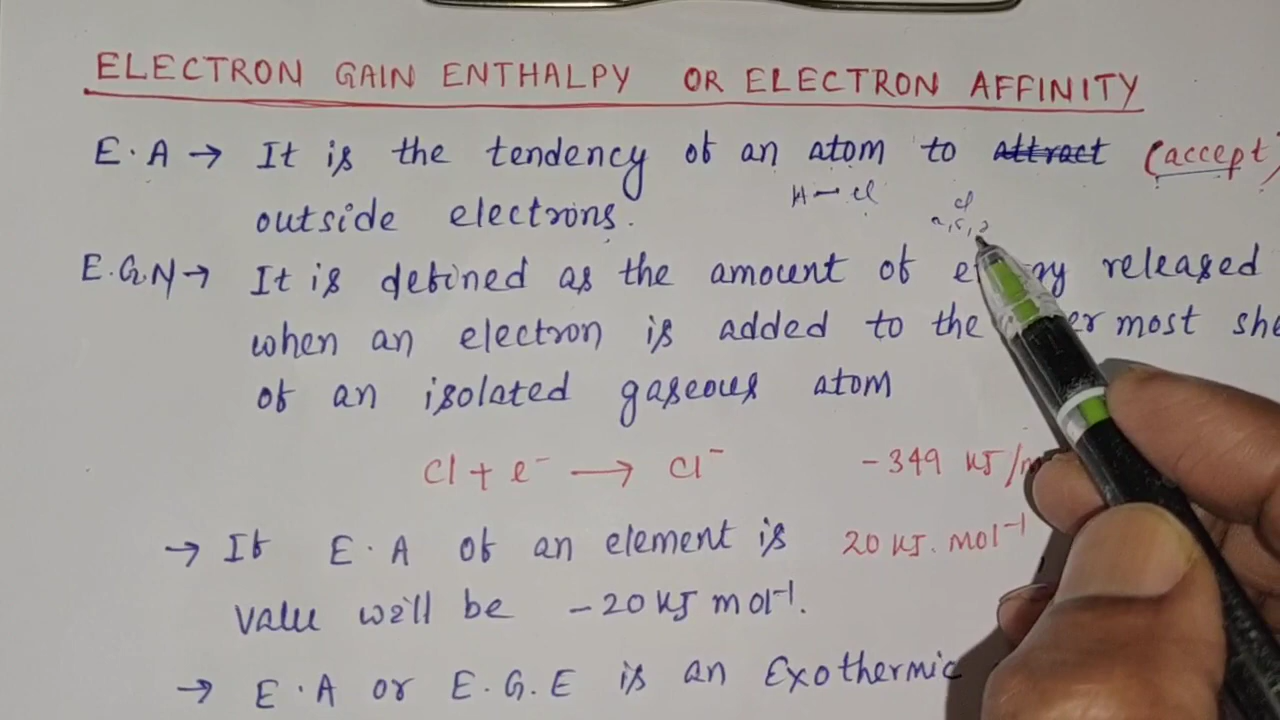 ELECTRON GAIN ENTHALPY OR ELECTRON AFFINITY
E.A → It is the tendency of an atom to attract (accept)
H — Cl
Cl
outside electrons.
E.G.N → It is defined as the amount of released
when an electron is added to the most
of an isolated gaseous atom
Cl + e⁻ → Cl⁻ -349 KJ/m
→ If E.A of an element is 20 KJ.mol⁻¹
value will be -20 KJ mol⁻¹.
→ E.A or E.G.E is an Exothermic